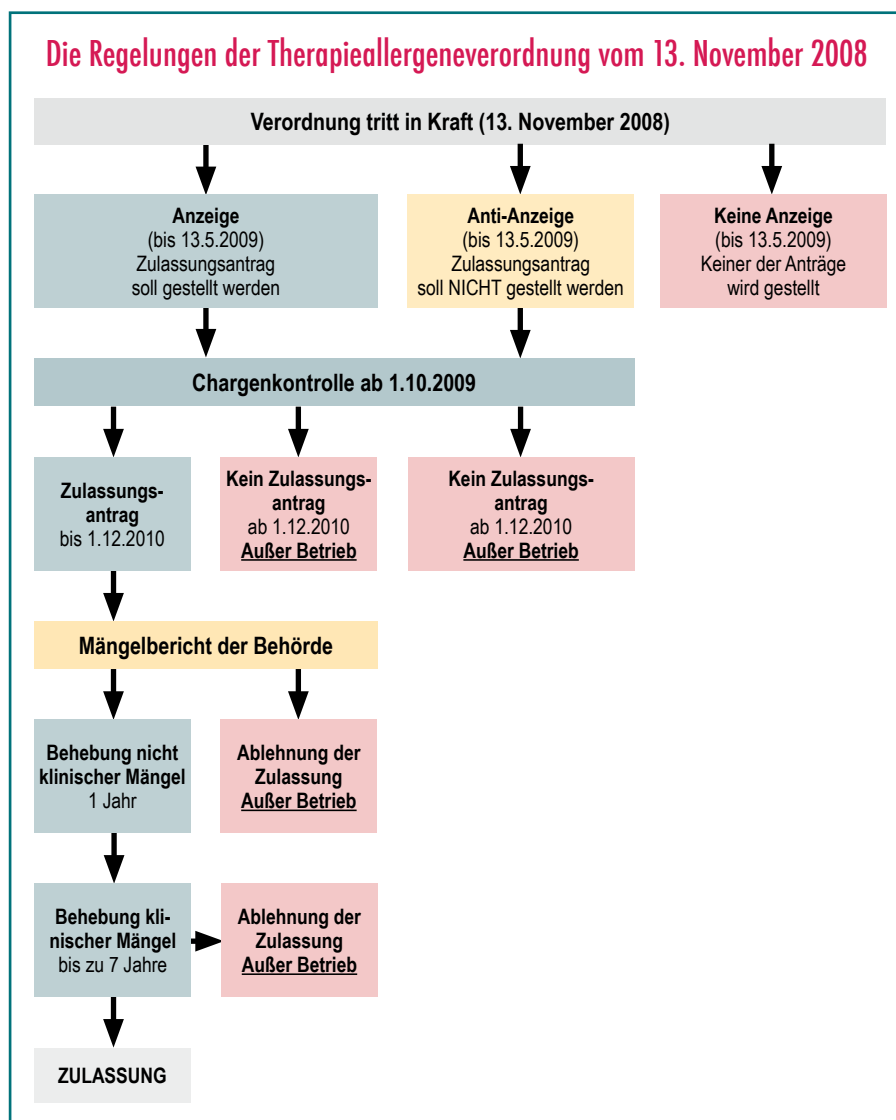 Die Regelungen der Therapieallergeneverordnung vom 13. November 2008
Verordnung tritt in Kraft (13. November 2008)
Anzeige
(bis 13.5.2009)
Zulassungsantrag
soll gestellt werden
Anti-Anzeige
(bis 13.5.2009)
Zulassungsantrag
soll NICHT gestellt werden
Keine Anzeige
(bis 13.5.2009)
Keiner der Anträge
wird gestellt
Chargenkontrolle ab 1.10.2009
Zulassungs-
antrag
bis 1.12.2010
Kein Zulassungs-
antrag
ab 1.12.2010
Außer Betrieb
Kein Zulassungs-
antrag
ab 1.12.2010
Außer Betrieb
Mängelbericht der Behörde
Behebung nicht
klinischer Mängel
1 Jahr
Ablehnung der
Zulassung
Außer Betrieb
Behebung kli-
nischer Mängel
bis zu 7 Jahre
Ablehnung der
Zulassung
Außer Betrieb
ZULASSUNG